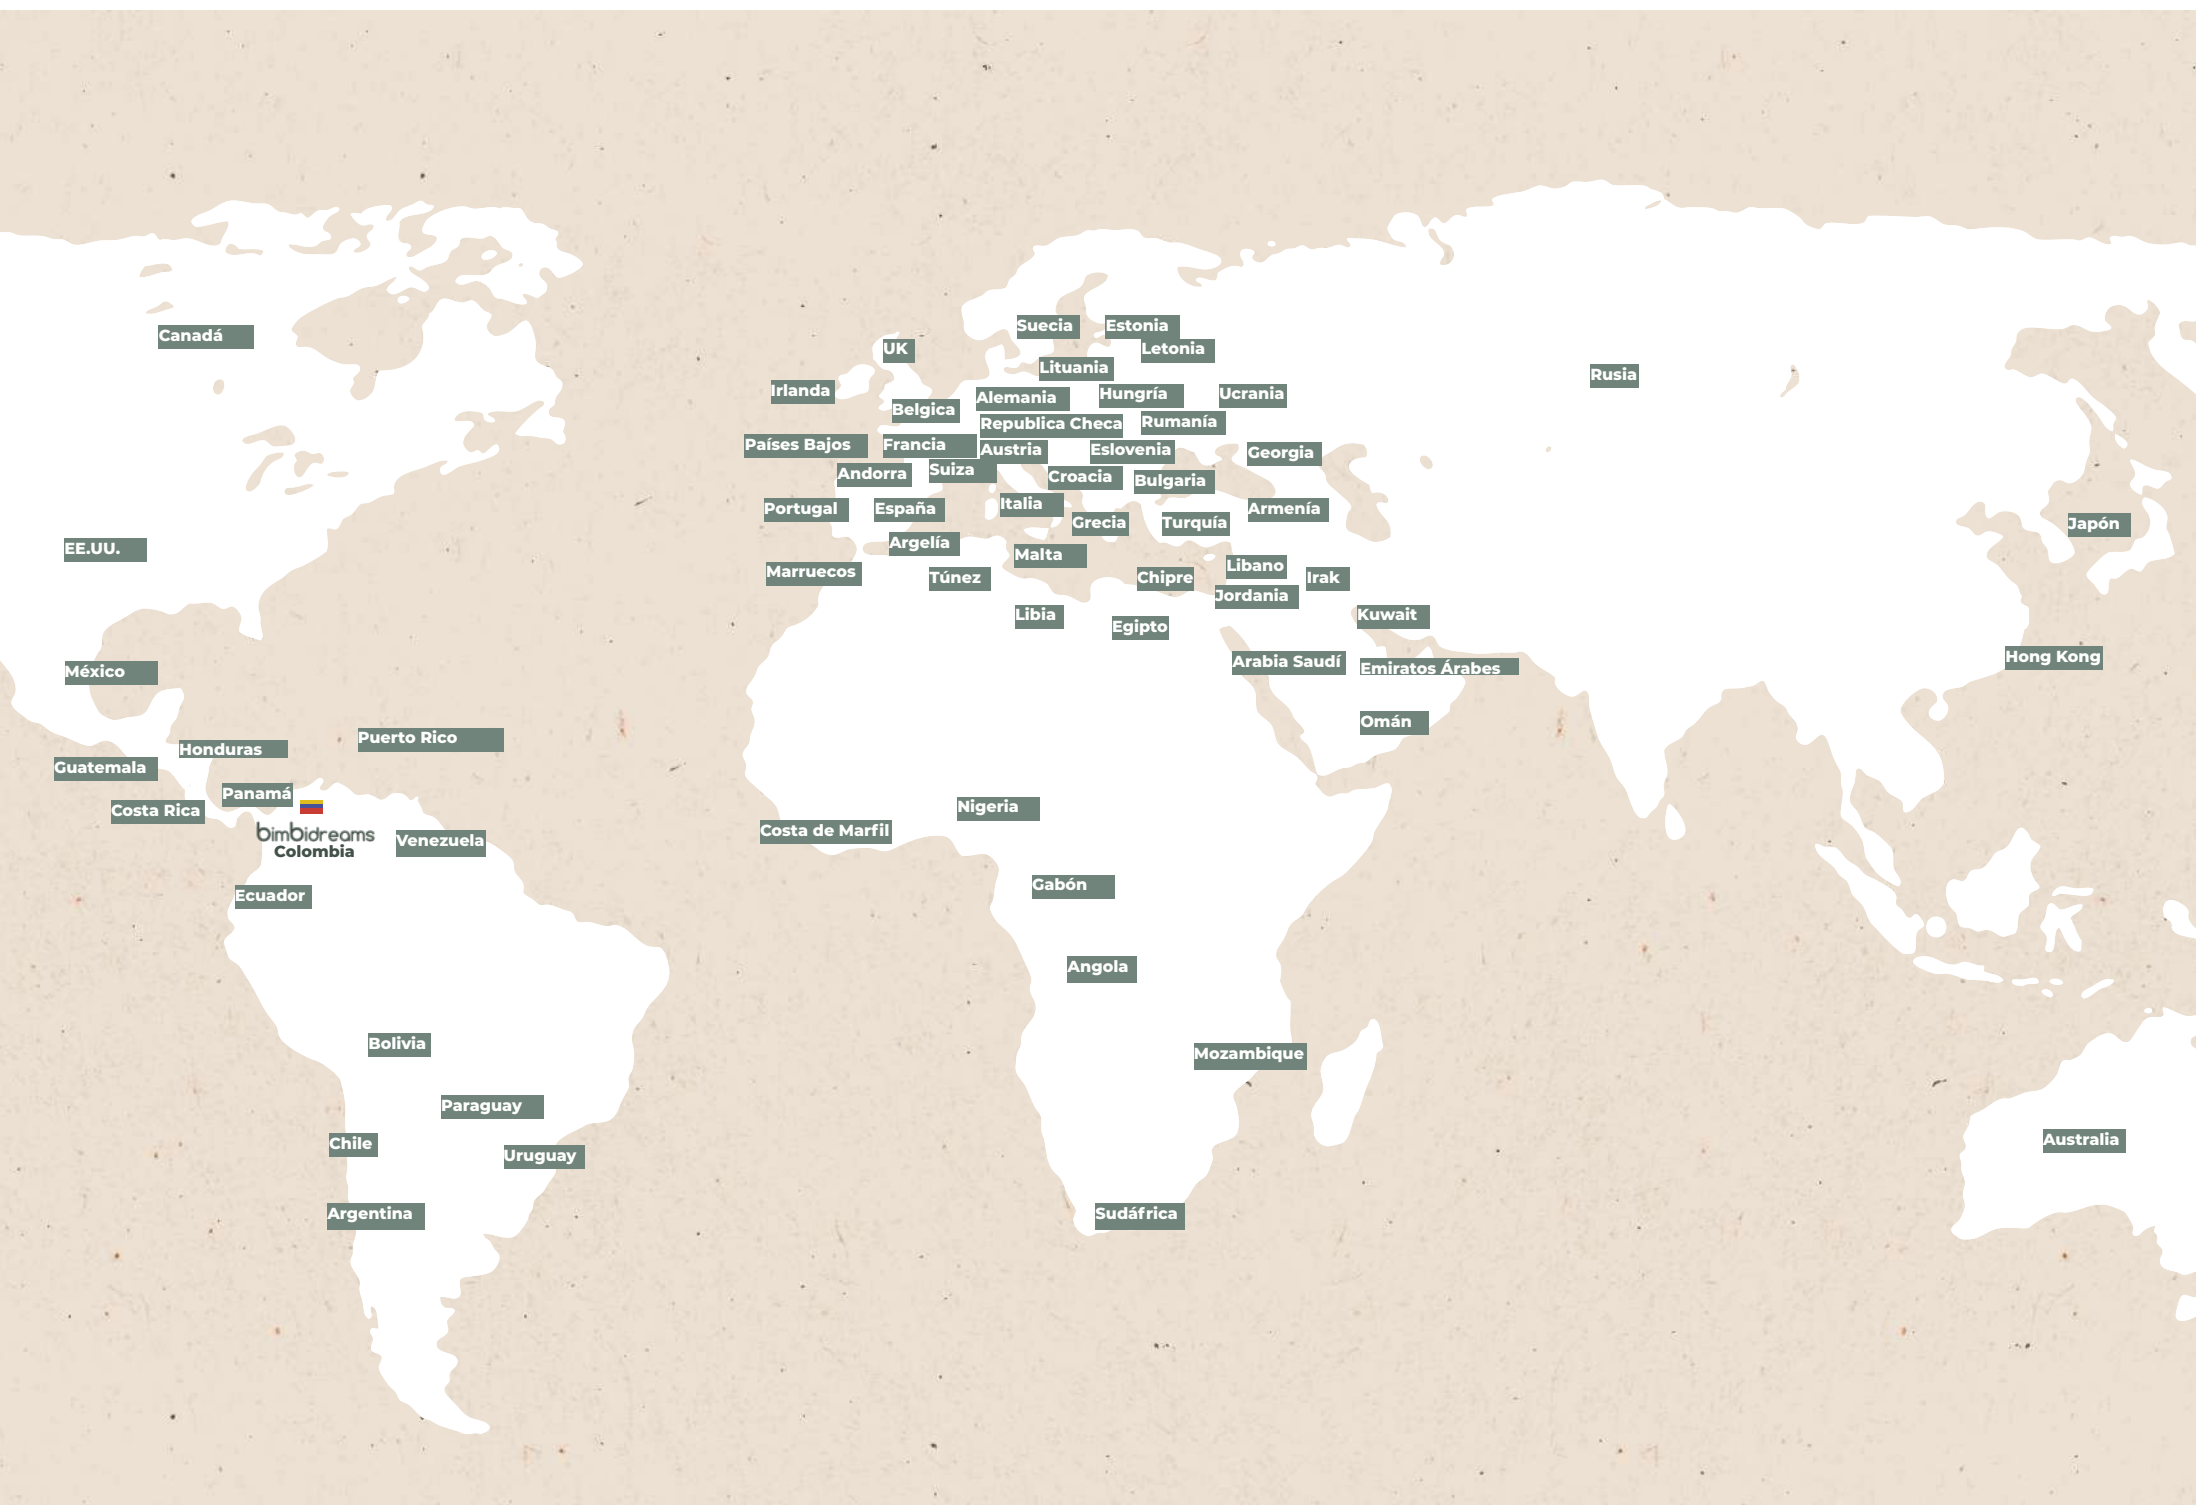 Suecia
Estonia
Canadá
UK
Letonia
Lituania
Rusia
Irlanda
Alemania
Hungría
Ucrania
Belgica
Republica Checa
Rumanía
Países Bajos
Francia
Austria
Eslovenia
Georgia
Andorra
Suiza
Croacia
Bulgaria
Portugal
España
Italia
Armenía
Grecia
Turquía
Japón
EE.UU.
Argelía
Malta
Marruecos
Túnez
Chipre
Libano
Irak
Jordania
Libia
Egipto
Kuwait
México
Arabia Saudí
Emiratos Árabes
Hong Kong
Omán
Puerto Rico
Honduras
Guatemala
Panamá
Costa Rica
Nigeria
bimbidreams
Colombia
Venezuela
Costa de Marfil
Ecuador
Gabón
Angola
Bolivia
Mozambique
Paraguay
Chile
Uruguay
Australia
Argentina
Sudáfrica